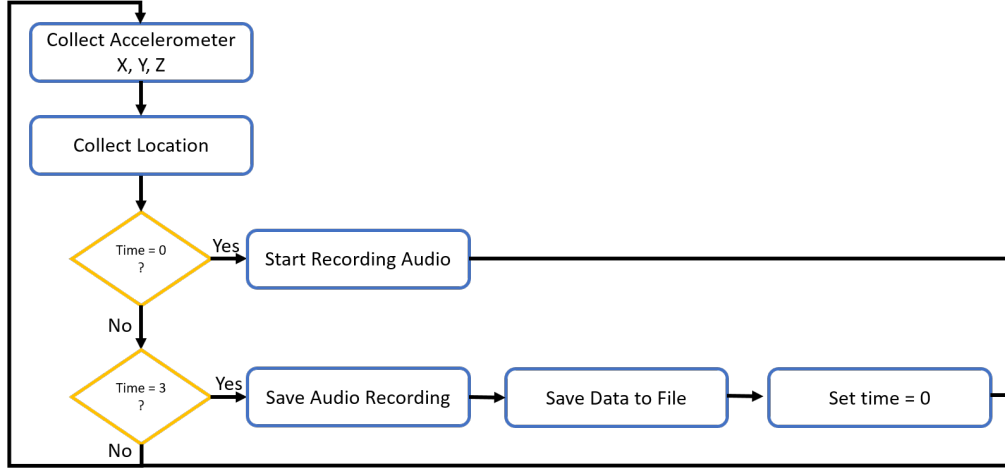 Collect Accelerometer
X, Y, Z
Collect Location
Time = 0
?
Yes
Start Recording Audio
No
Time = 3
?
Yes
Save Audio Recording
Save Data to File
Set time = 0
No